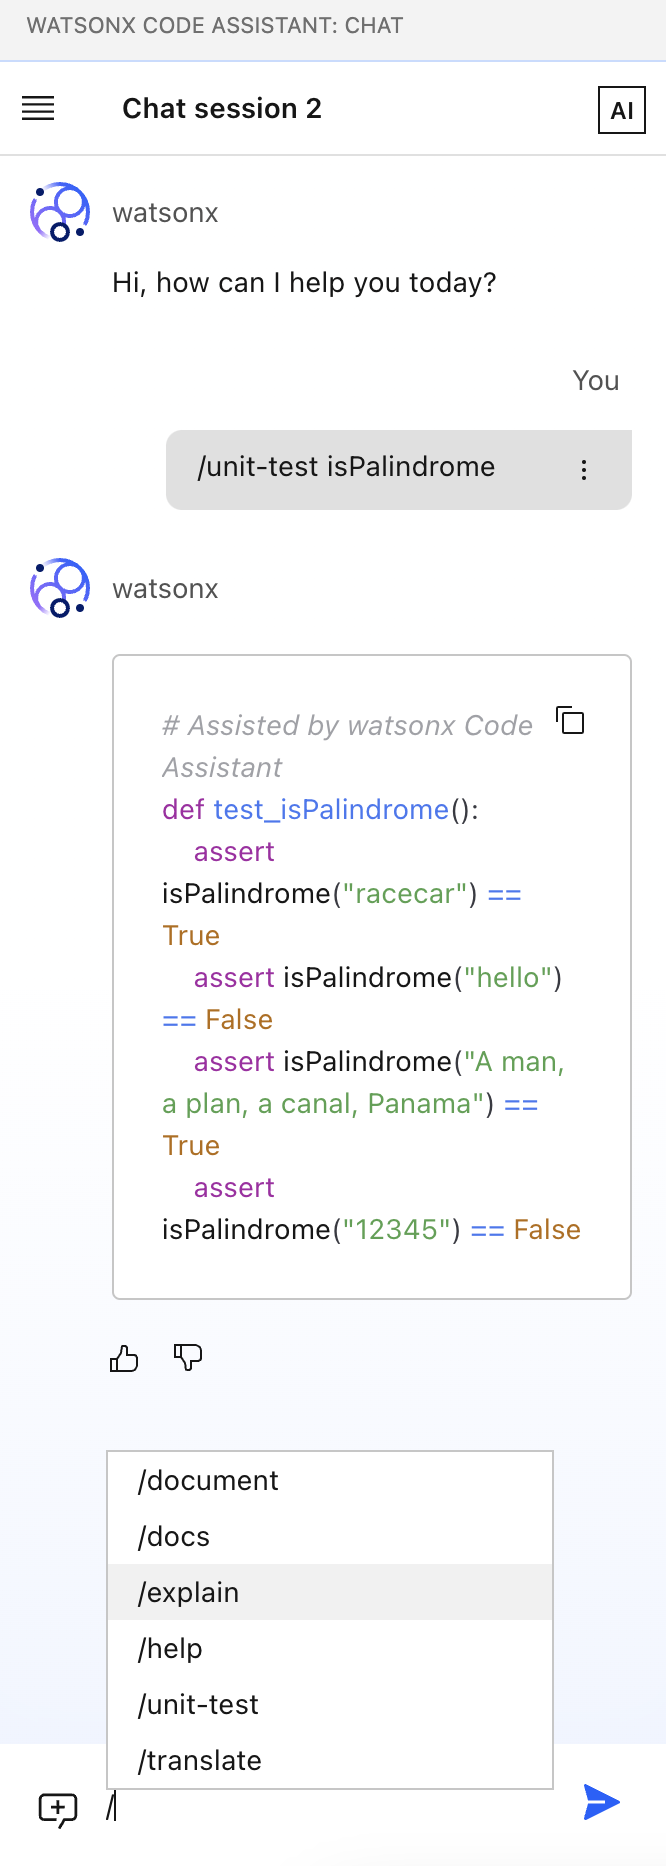 WATSONX CODE ASSISTANT: CHAT
Chat session 2
AI
watsonx
Hi, how can I help you today?
You
/unit-test isPalindrome
watsonx
# Assisted by watsonx Code
Assistant
def test_isPalindrome():
    assert
isPalindrome("racecar") ==
True
    assert isPalindrome("hello")
== False
    assert isPalindrome("A man,
a plan, a canal, Panama") ==
True
    assert
isPalindrome("12345") == False
/document
/docs
/explain
/help
/unit-test
/translate
/